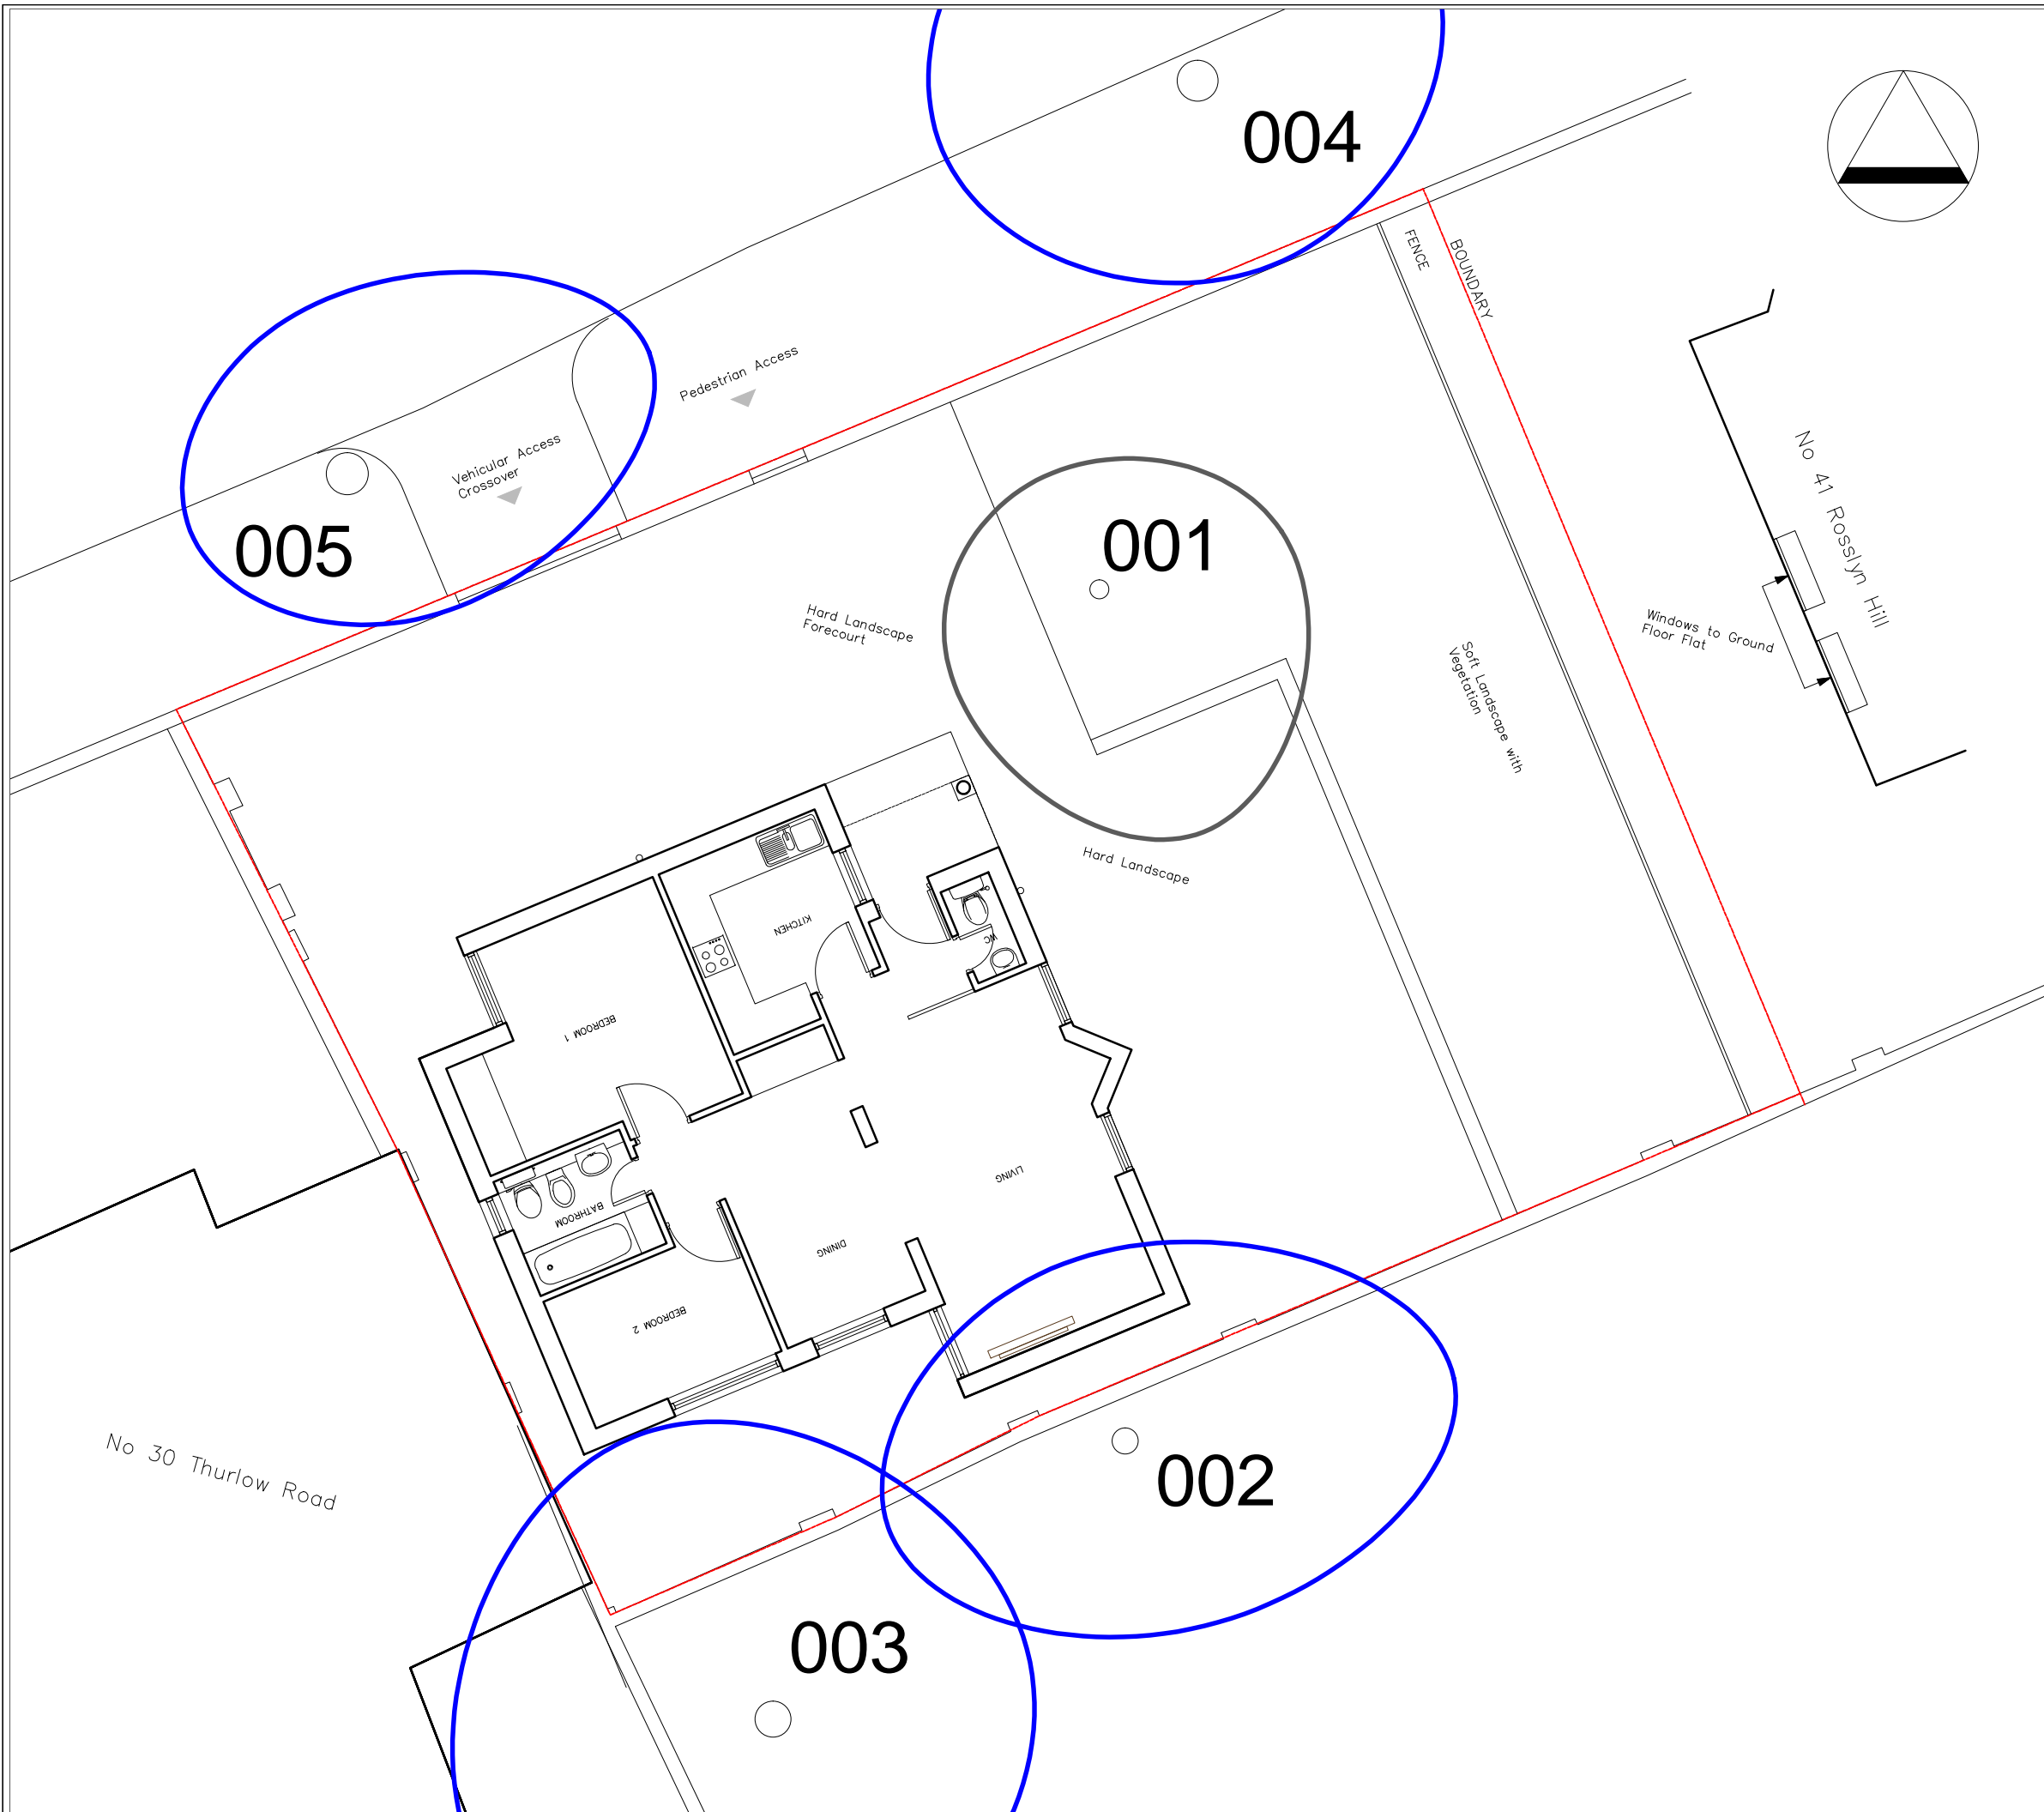 004
FENCE
BOUNDARY
Pedestrian Access
Vehicular Access
Crossover
005
001
No 41 Rosslyn Hill
Hard Landscape
Forecourt
Windows to Ground
Floor Flat
Soft Landscape with
Vegetation
Hard Landscape
KITCHEN
WC
BEDROOM 1
LIVING
BATHROOM
DINING
BEDROOM 2
No 30 Thurlow Road
002
003